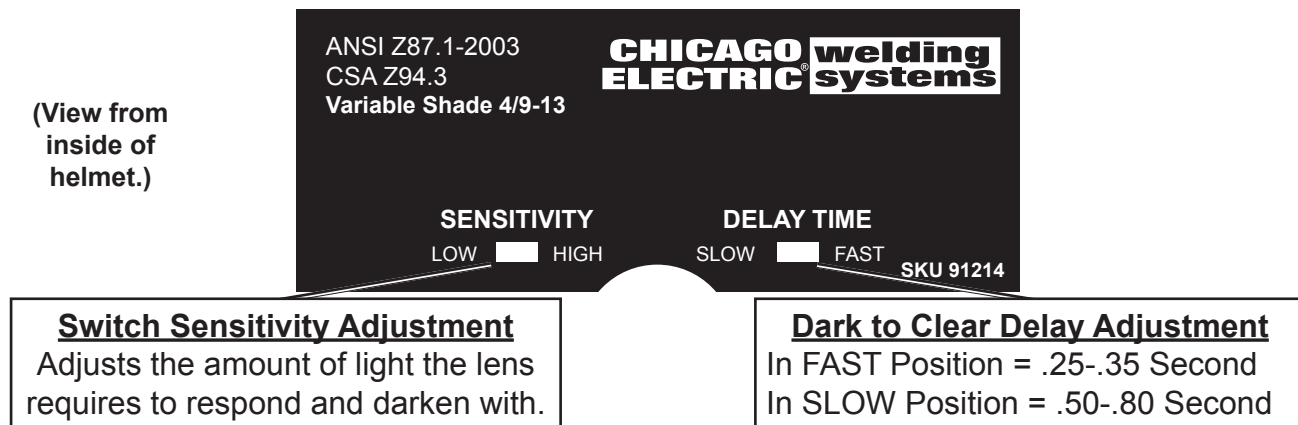 ANSI Z87.1-2003
CSA Z94.3
Variable Shade 4/9-13
CHICAGO ELECTRIC® welding systems
(View from
inside of
helmet.)
SENSITIVITY
LOW HIGH
DELAY TIME
SLOW FAST
SKU 91214
Switch Sensitivity Adjustment
Adjusts the amount of light the lens
requires to respond and darken with.
Dark to Clear Delay Adjustment
In FAST Position = .25-.35 Second
In SLOW Position = .50-.80 Second